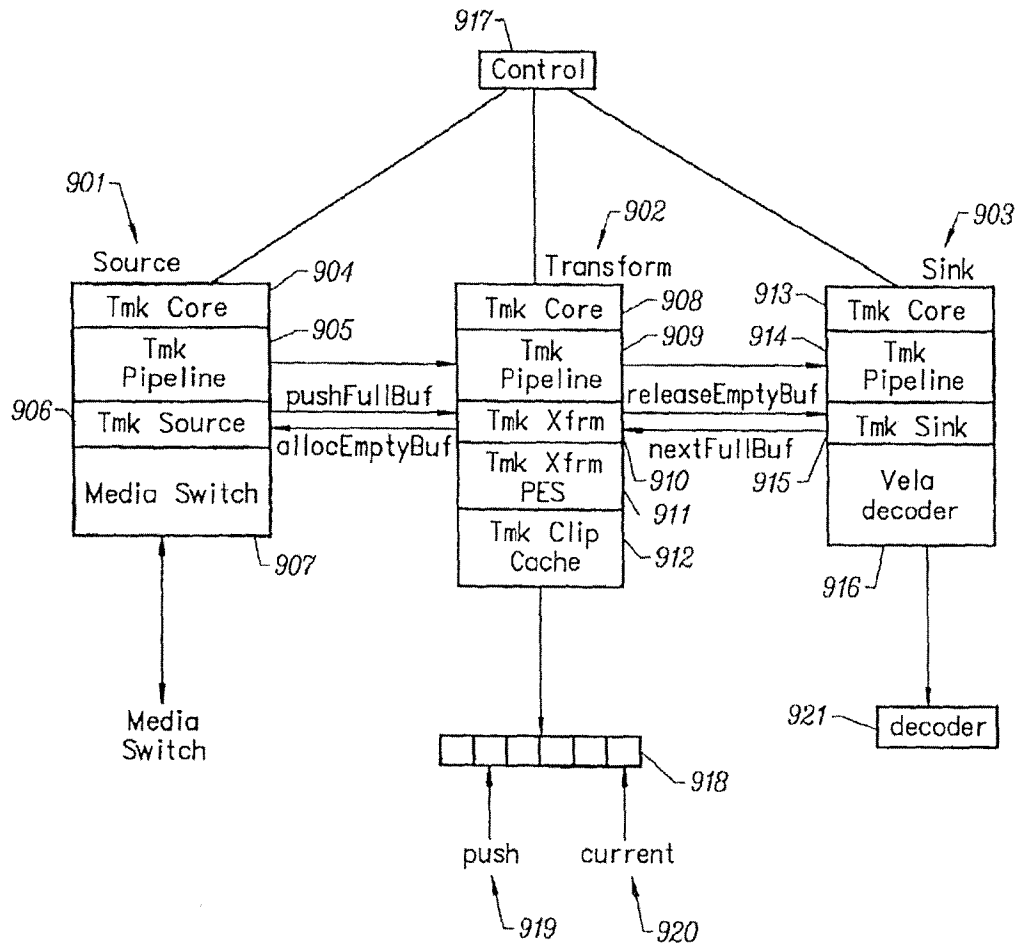 917
Control
901
902
903
Source
904
Transform
908
Sink
913
Tmk Core
Tmk Core
Tmk Core
905
909
914
Tmk
Pipeline
Tmk
Pipeline
Tmk
Pipeline
906
pushFullBuf
releaseEmptyBuf
Tmk Source
Tmk Xfrm
Tmk Sink
allocEmptyBuf
nextFullBuf
910
915
Media Switch
Tmk Xfrm
PES
911
Vela
decoder
907
Tmk Clip
Cache
912
916
Media
Switch
921
decoder
918
push
current
919
920